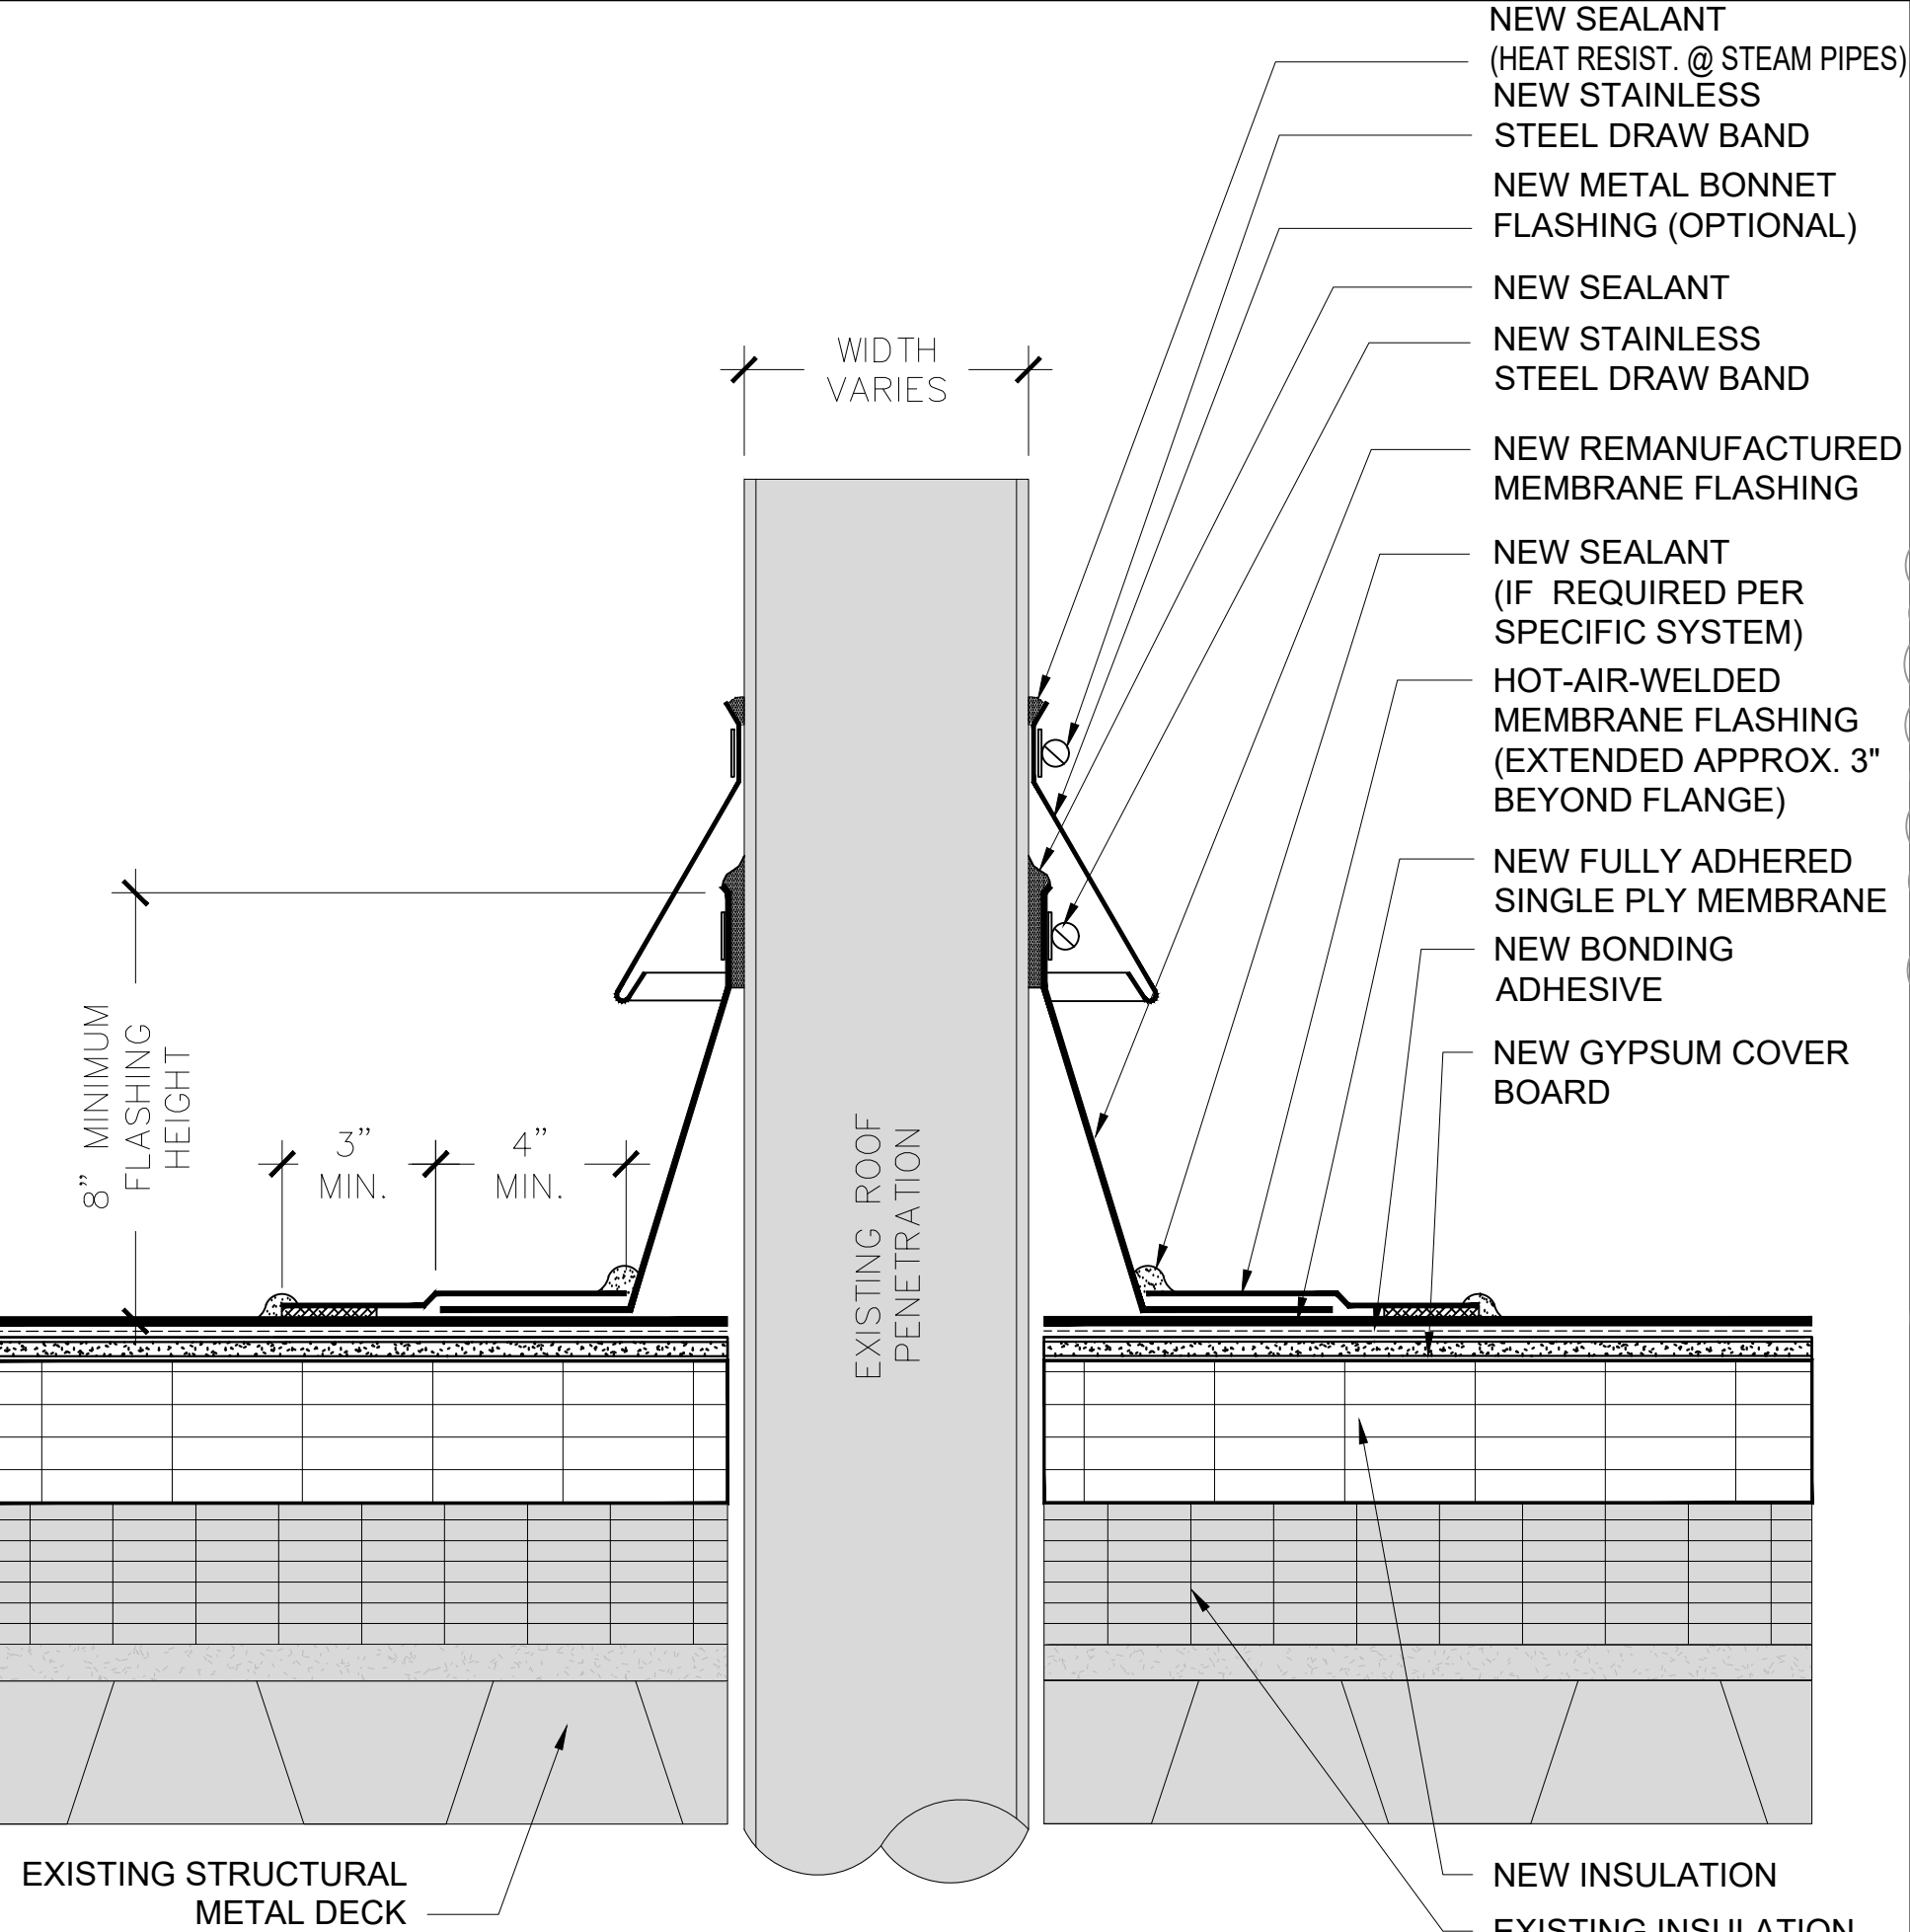 NEW SEALANT
(HEAT RESIST. @ STEAM PIPES)
NEW STAINLESS
STEEL DRAW BAND
NEW METAL BONNET
FLASHING (OPTIONAL)
NEW SEALANT
NEW STAINLESS
STEEL DRAW BAND
NEW REMANUFACTURED
MEMBRANE FLASHING
NEW SEALANT
(IF REQUIRED PER
SPECIFIC SYSTEM)
HOT-AIR-WELDED
MEMBRANE FLASHING
(EXTENDED APPROX. 3"
BEYOND FLANGE)
NEW FULLY ADHERED
SINGLE PLY MEMBRANE
NEW BONDING
ADHESIVE
NEW GYPSUM COVER
BOARD
WIDTH
VARIES
8” MINIMUM
FLASHING
HEIGHT
3”
MIN.
4”
MIN.
EXISTING ROOF
PENETRATION
EXISTING STRUCTURAL
METAL DECK
NEW INSULATION
EXISTING INSULATION